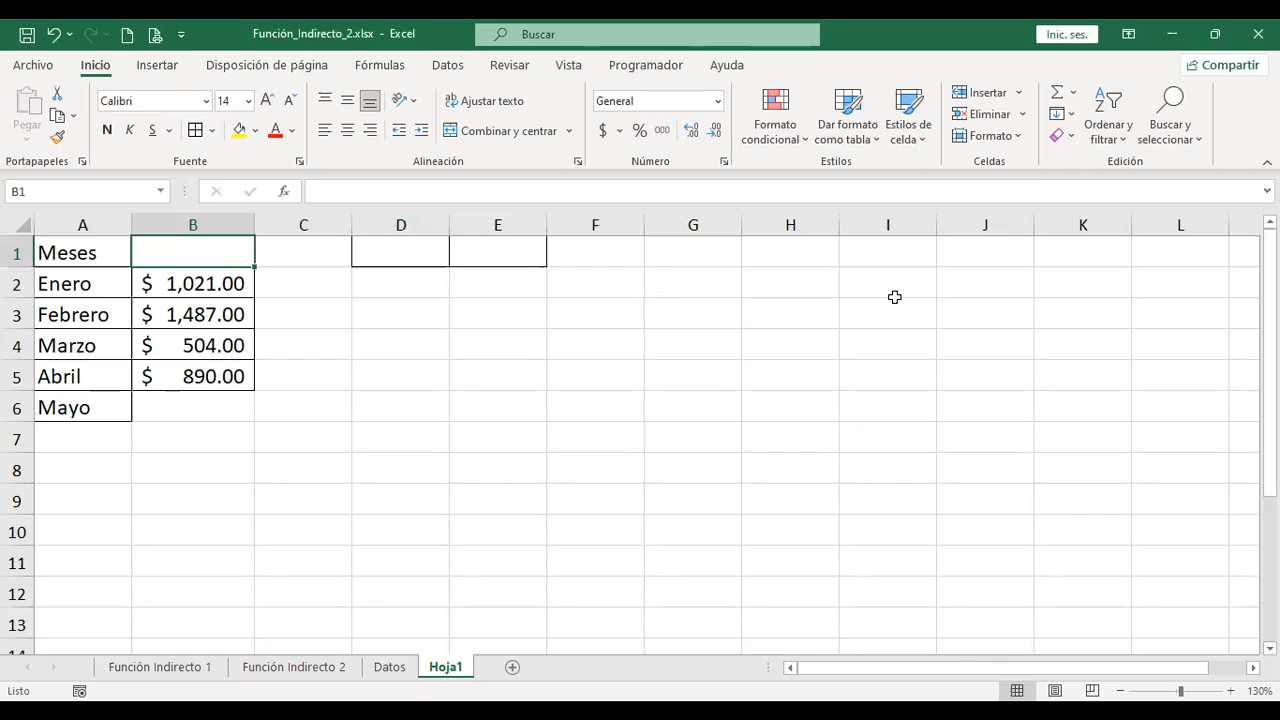 Función_Indirecto_2.xlsx - Excel
Buscar
Inic. ses.
Archivo Inicio Insertar Disposición de página Fórmulas Datos Revisar Vista Programador Ayuda Compartir
Pegar
Portapapeles
Calibri 14
N K S
Fuente
Ajustar texto
Combinar y centrar
Alineación
General
$ % 000
Número
Formato condicional
Dar formato como tabla
Estilos de celda
Estilos
Insertar
Eliminar
Formato
Celdas
Ordenar y filtrar
Buscar y seleccionar
Edición
B1
fx
A B C D E F G H I J K L
1 Meses
2 Enero $ 1,021.00
3 Febrero $ 1,487.00
4 Marzo $ 504.00
5 Abril $ 890.00
6 Mayo
7
8
9
10
11
12
13
14
Función Indirecto 1 Función Indirecto 2 Datos Hoja1
Listo 130%